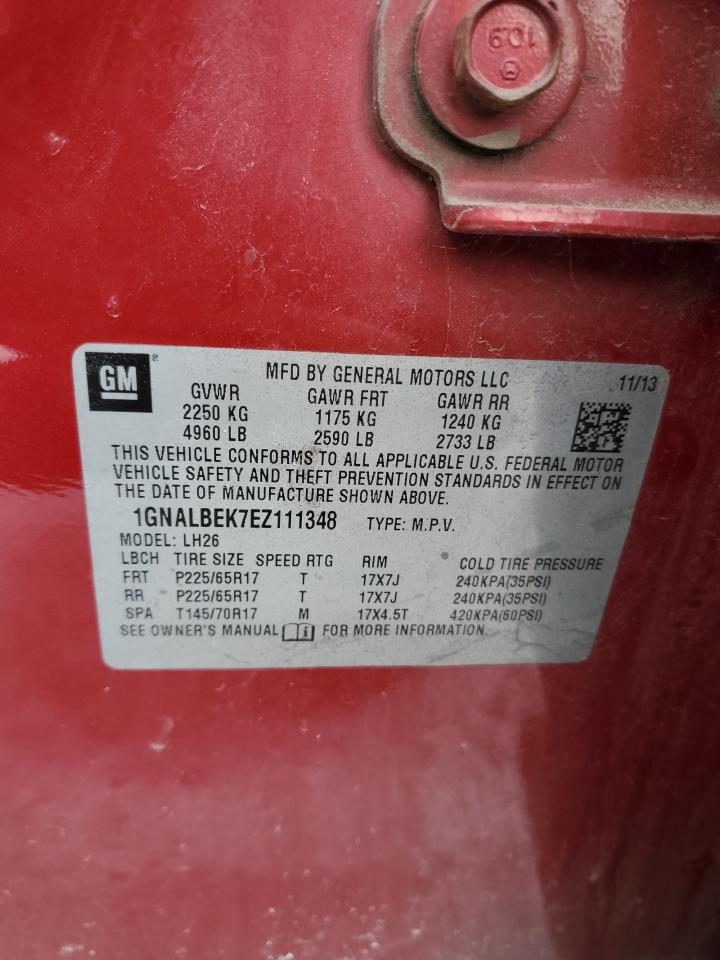 10.9
GM ®
MFD BY GENERAL MOTORS LLC 11/13
GVWR GAWR FRT GAWR RR
2250 KG 1175 KG 1240 KG
4960 LB 2590 LB 2733 LB
THIS VEHICLE CONFORMS TO ALL APPLICABLE U.S. FEDERAL MOTOR
VEHICLE SAFETY AND THEFT PREVENTION STANDARDS IN EFFECT ON
THE DATE OF MANUFACTURE SHOWN ABOVE.
1GNALBEK7EZ111348 TYPE: M.P.V.
MODEL: LH26
LBCH TIRE SIZE SPEED RTG RIM COLD TIRE PRESSURE
FRT P225/65R17 T 17X7J 240KPA(35PSI)
RR P225/65R17 T 17X7J 240KPA(35PSI)
SPA T145/70R17 M 17X4.5T 420KPA(60PSI)
SEE OWNER'S MANUAL FOR MORE INFORMATION.